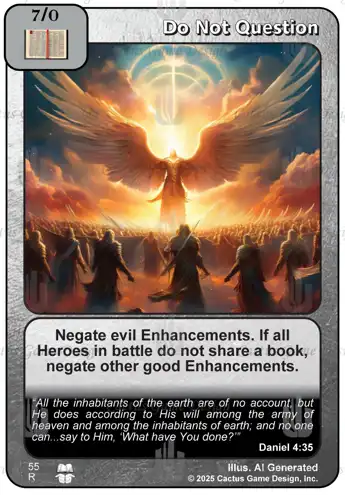 7/0
Do Not Question
Negate evil Enhancements. If all
Heroes in battle do not share a book,
negate other good Enhancements.
"All the inhabitants of the earth are of no account, but
He does according to His will among the army of
heaven and among the inhabitants of earth; and no one
can...say to Him, 'What have You done?'"
Daniel 4:35
55
R
Illus. AI Generated
© 2025 Cactus Game Design, Inc.